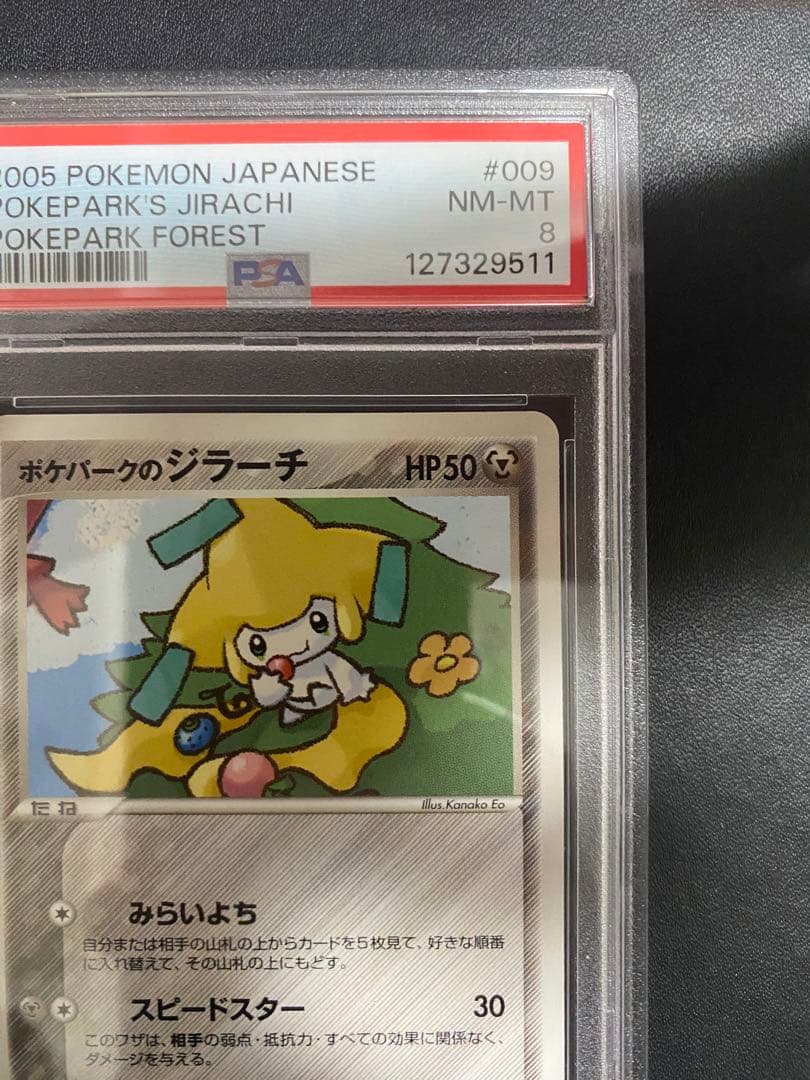 2005 POKEMON JAPANESE #009
POKEPARK'S JIRACHI NM-MT
POKEPARK FOREST 8
PSA 127329511
ポケパークのジラーチ HP50
たね Illus.Kanako Eo
みらいよち
自分または相手の山札の上からカードを5枚見て、好きな順番
に入れ替えて、その山札の上にもどす。
スピードスター 30
このワザは、相手の弱点・抵抗力・すべての効果に関係なく、
ダメージを与える。